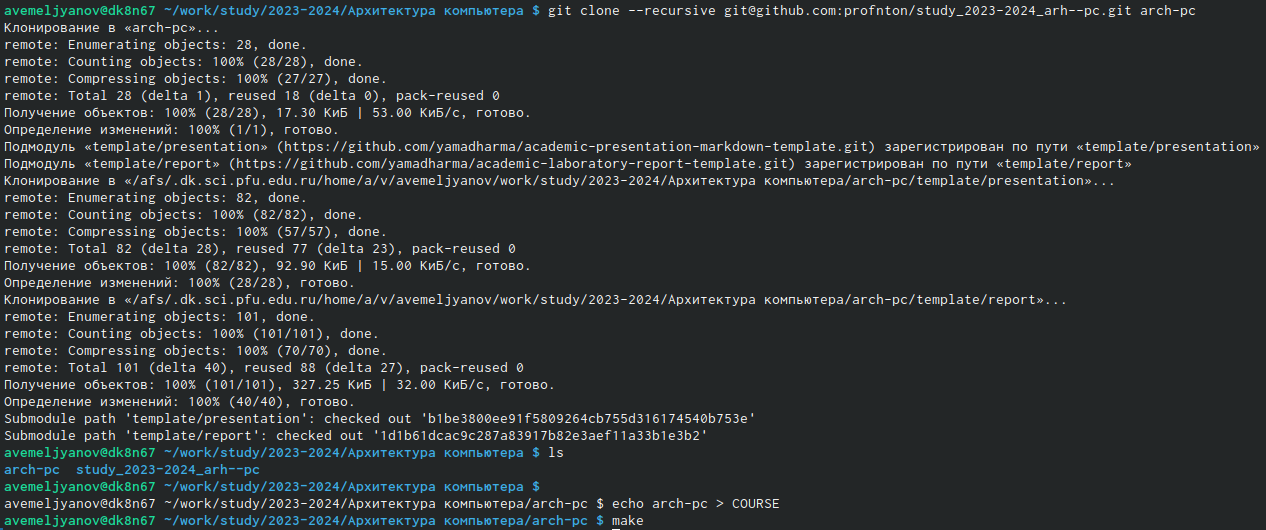 avemeljyanov@dk8n67 ~/work/study/2023-2024/Архитектура компьютера $ git clone --recursive git@github.com:profnton/study_2023-2024_arh--pc.git arch-pc
Клонирование в «arch-pc»...
remote: Enumerating objects: 28, done.
remote: Counting objects: 100% (28/28), done.
remote: Compressing objects: 100% (27/27), done.
remote: Total 28 (delta 1), reused 18 (delta 0), pack-reused 0
Получение объектов: 100% (28/28), 17.30 КиБ | 53.00 КиБ/с, готово.
Определение изменений: 100% (1/1), готово.
Подмодуль «template/presentation» (https://github.com/yamadharma/academic-presentation-markdown-template.git) зарегистрирован по пути «template/presentation»
Подмодуль «template/report» (https://github.com/yamadharma/academic-laboratory-report-template.git) зарегистрирован по пути «template/report»
Клонирование в «/afs/.dk.sci.pfu.edu.ru/home/a/v/avemeljyanov/work/study/2023-2024/Архитектура компьютера/arch-pc/template/presentation»...
remote: Enumerating objects: 82, done.
remote: Counting objects: 100% (82/82), done.
remote: Compressing objects: 100% (57/57), done.
remote: Total 82 (delta 28), reused 77 (delta 23), pack-reused 0
Получение объектов: 100% (82/82), 92.90 КиБ | 15.00 КиБ/с, готово.
Определение изменений: 100% (28/28), готово.
Клонирование в «/afs/.dk.sci.pfu.edu.ru/home/a/v/avemeljyanov/work/study/2023-2024/Архитектура компьютера/arch-pc/template/report»...
remote: Enumerating objects: 101, done.
remote: Counting objects: 100% (101/101), done.
remote: Compressing objects: 100% (70/70), done.
remote: Total 101 (delta 40), reused 88 (delta 27), pack-reused 0
Получение объектов: 100% (101/101), 327.25 КиБ | 32.00 КиБ/с, готово.
Определение изменений: 100% (40/40), готово.
Submodule path 'template/presentation': checked out 'b1be3800ee91f5809264cb755d316174540b753e'
Submodule path 'template/report': checked out '1d1b61dcac9c287a83917b82e3aef11a33b1e3b2'
avemeljyanov@dk8n67 ~/work/study/2023-2024/Архитектура компьютера $ ls
arch-pc  study_2023-2024_arh--pc
avemeljyanov@dk8n67 ~/work/study/2023-2024/Архитектура компьютера $
avemeljyanov@dk8n67 ~/work/study/2023-2024/Архитектура компьютера/arch-pc $ echo arch-pc > COURSE
avemeljyanov@dk8n67 ~/work/study/2023-2024/Архитектура компьютера/arch-pc $ make